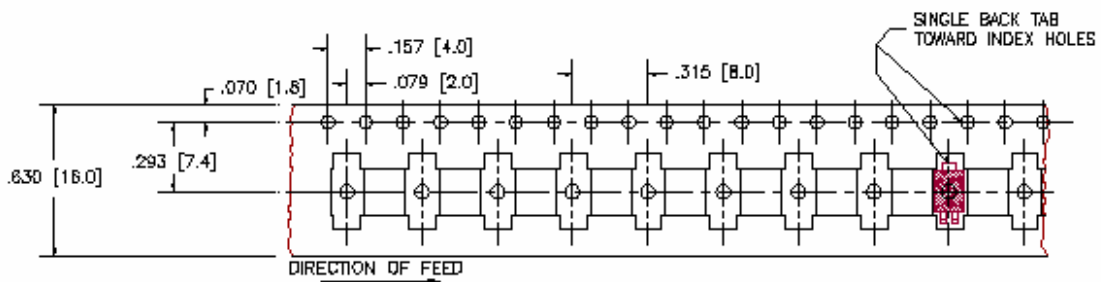 SINGLE BACK TAB
TOWARD INDEX HOLES
.157 [4.0]
.079 [2.0]
.315 [8.0]
.070 [1.8]
.293 [7.4]
.630 [16.0]
DIRECTION OF FEED